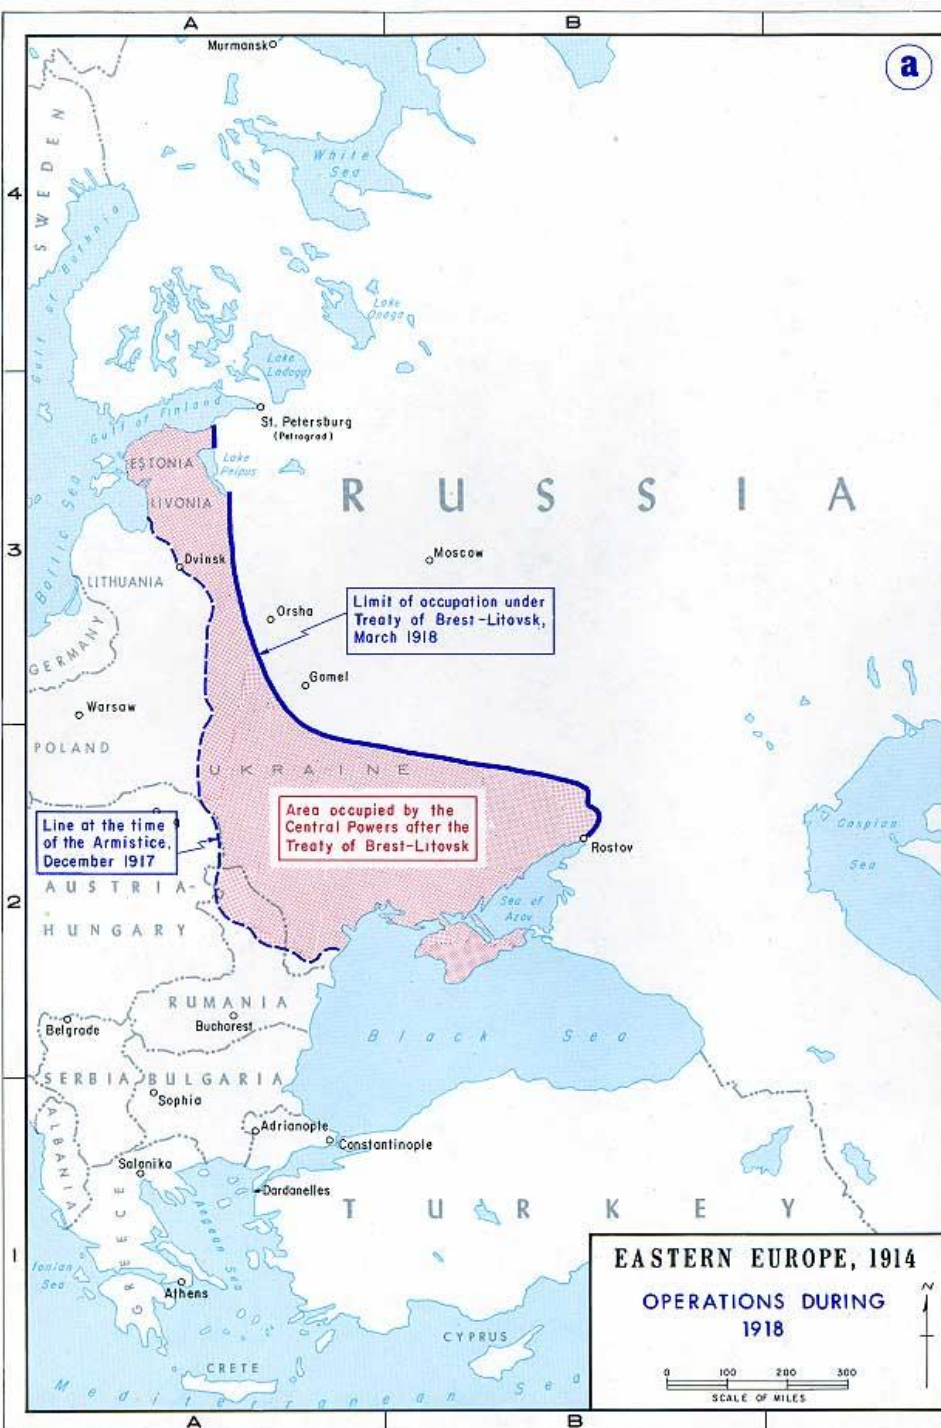 A
B
Murmansk
a
White
Sea
SWEDEN
4
Gulf of Bothnia
Lake
Onega
Lake
Ladoga
Gulf of Finland
St. Petersburg
(Petrograd)
ESTONIA
Lake
Peipus
LIVONIA
RUSSIA
Baltic Sea
3
Dvinsk
Moscow
LITHUANIA
Limit of occupation under
Treaty of Brest-Litovsk,
March 1918
Orsha
GERMANY
Gomel
Warsaw
POLAND
UKRAINE
Area occupied by the
Central Powers after the
Treaty of Brest-Litovsk
Line at the time
of the Armistice,
December 1917
Rostov
Caspian
Sea
AUSTRIA-
HUNGARY
2
Sea of
Azov
RUMANIA
Bucharest
Belgrade
Black Sea
SERBIA
BULGARIA
Sophia
ALBANIA
Adrianople
Constantinople
Salonika
Dardanelles
GREECE
Aegean Sea
TURKEY
1
Ionian
Sea
Athens
EASTERN EUROPE, 1914
OPERATIONS DURING
1918
N
CYPRUS
CRETE
0 100 200 300
SCALE OF MILES
Mediterranean Sea
A
B